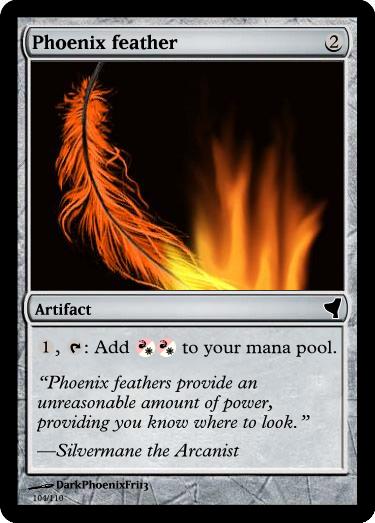 Phoenix feather 2
Artifact
1, : Add to your mana pool.
"Phoenix feathers provide an
unreasonable amount of power,
providing you know where to look."
—Silvermane the Arcanist
DarkPhoenixFri13
104/110